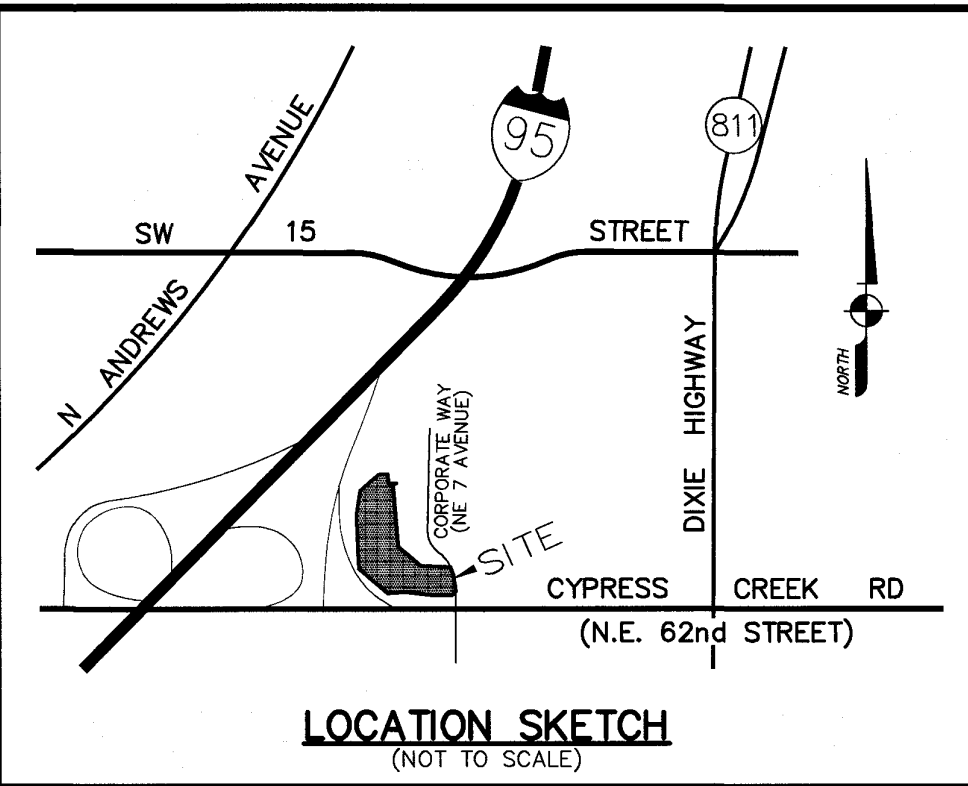 N ANDREWS AVENUE
95
811
SW 15 STREET
NORTH
DIXIE HIGHWAY
CORPORATE WAY
(NE 7 AVENUE)
SITE
CYPRESS CREEK RD
(N.E. 62nd STREET)
LOCATION SKETCH
(NOT TO SCALE)